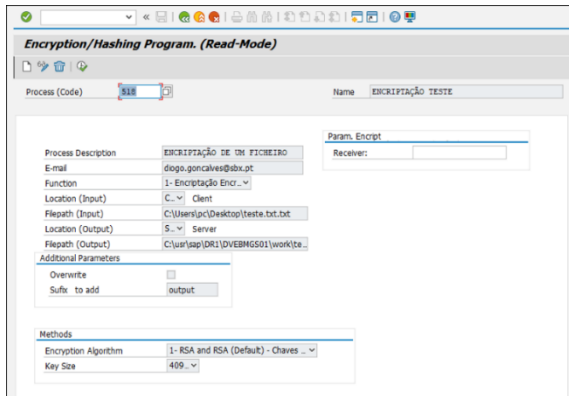 Encryption/Hashing Program. (Read-Mode)
Process (Code) 518 Name ENCRIPTAÇÃO TESTE
Param. Encript
Process Description ENCRIPTAÇÃO DE UM FICHEIRO Receiver:
E-mail diogo.goncalves@sbx.pt
Function 1- Encriptação Encr..
Location (Input) C.. Client
Filepath (Input) C:\Users\pc\Desktop\teste.txt.txt
Location (Output) S.. Server
Filepath (Output) C:\usr\sap\DR1\DVEBMGS01\work\te...
Additional Parameters
Overwrite
Sufix to add output
Methods
Encryption Algorithm 1- RSA and RSA (Default) - Chaves ..
Key Size 409..